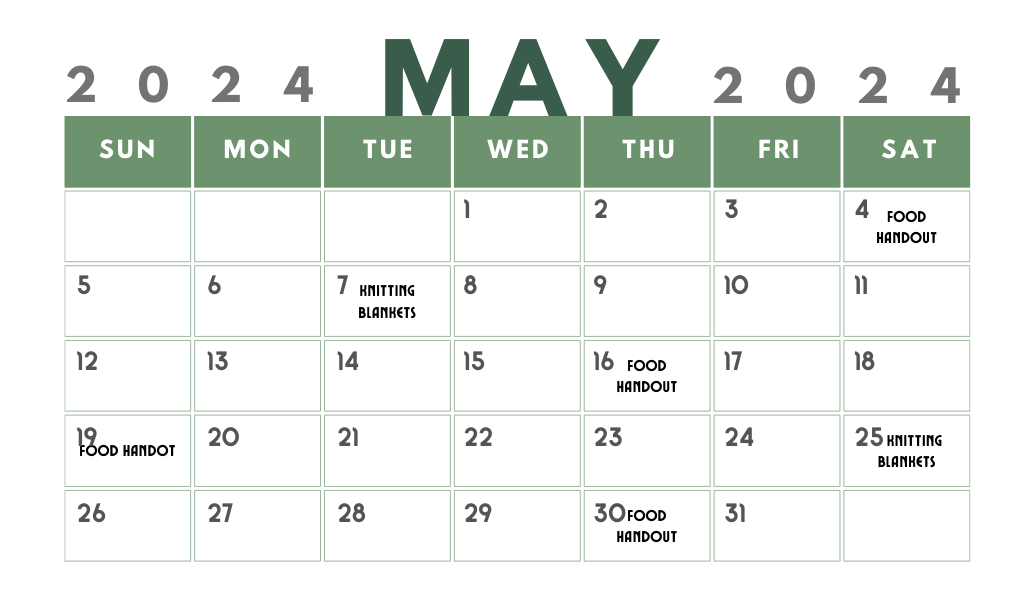 2 0 2 4 MAY 2 0 2 4
SUN MON TUE WED THU FRI SAT
1 2 3 4 FOOD
HANDOUT
5 6 7 KNITTING 8 9 10 11
BLANKETS
12 13 14 15 16 FOOD 17 18
HANDOUT
19 20 21 22 23 24 25 KNITTING
FOOD HANDOT BLANKETS
26 27 28 29 30 FOOD 31
HANDOUT